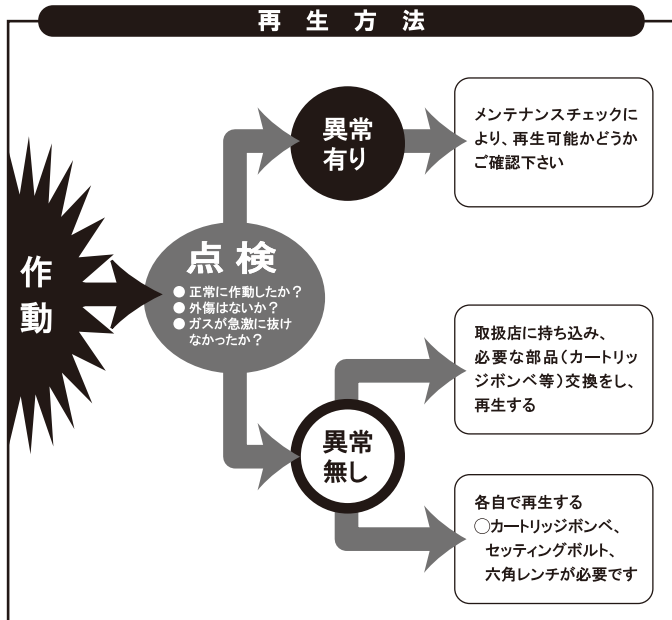 再生方法
作
動
点検
● 正常に作動したか？
● 外傷はないか？
● ガスが急激に抜け
なかったか？
異常
有り
メンテナンスチェックに
より、再生可能かどうか
ご確認下さい
異常
無し
取扱店に持ち込み、
必要な部品（カートリッ
ジボンベ等）交換をし、
再生する
各自で再生する
◯カートリッジボンベ、
セッティングボルト、
六角レンチが必要です